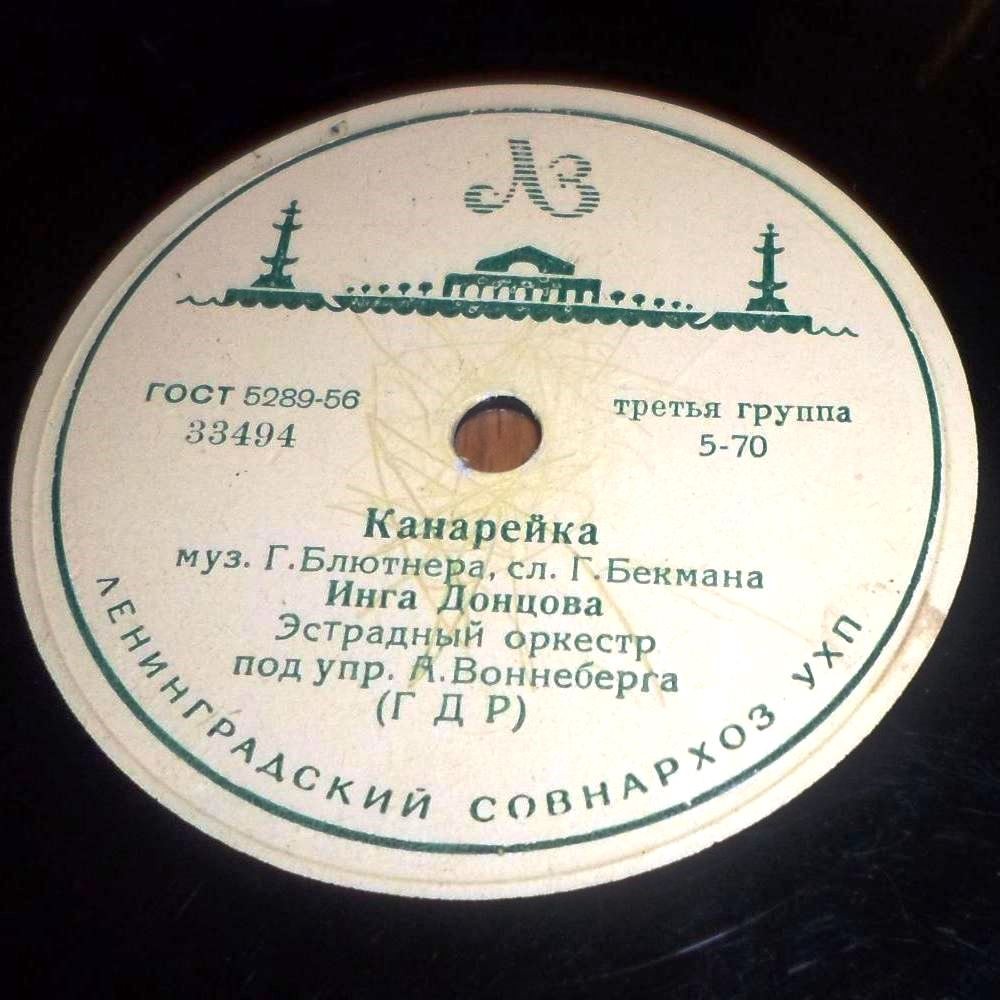 ЛЗ
ГОСТ 5289-56
33494
третья группа
5-70
Канарейка
муз. Г.Блютнера, сл. Г.Бекмана
Инга Донцова
Эстрадный оркестр
под упр. А.Воннеберга
(Г Д Р)
ЛЕНИНГРАДСКИЙ СОВНАРХОЗ УХП